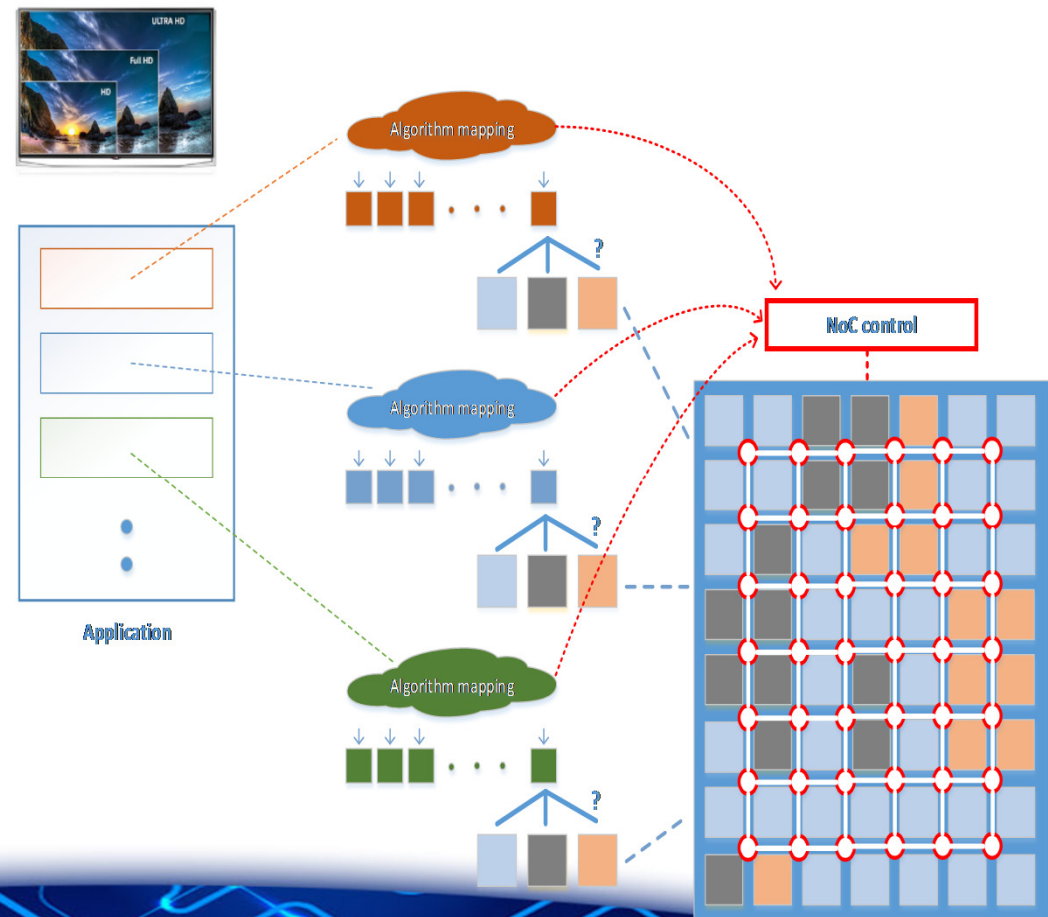 ULTRA HD
Full HD
HD
Algorithm mapping
?
NoC control
Algorithm mapping
?
Application
Algorithm mapping
?